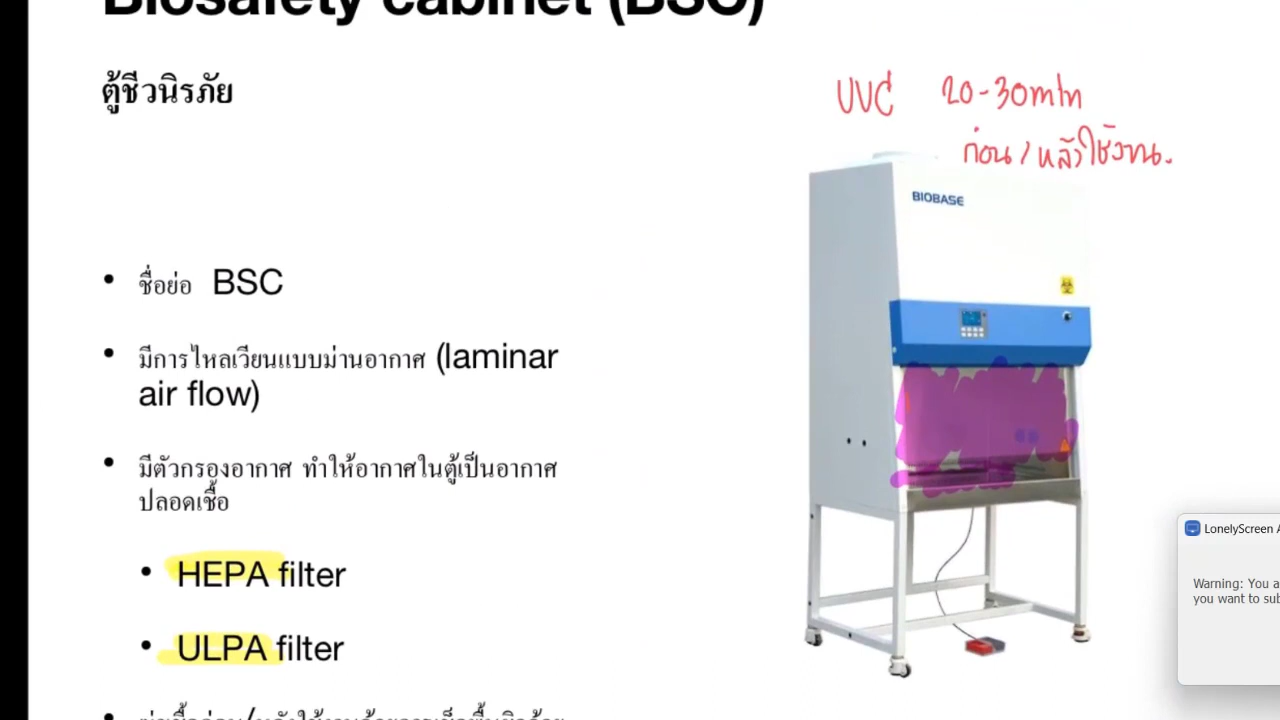 Biosafety cabinet (BSC)
ตู้ชีวนิรภัย
UVC 20-30min
ก่อน / หลังใช้งาน.
BIOBASE
• ชื่อย่อ BSC
• มีการไหลเวียนแบบม่านอากาศ (laminar
air flow)
• มีตัวกรองอากาศ ทำให้อากาศในตู้เป็นอากาศ
ปลอดเชื้อ
• HEPA filter
• ULPA filter
LonelyScreen A
Warning: You a
you want to sub